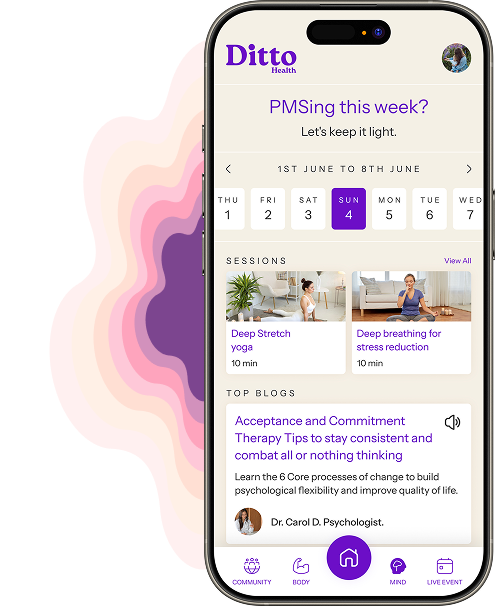 Ditto
Health
PMSing this week?
Let's keep it light.
1ST JUNE TO 8TH JUNE
THU FRI SAT SUN MON TUE WED
1 2 3 4 5 6 7
SESSIONS View All
Deep Stretch
yoga
10 min
Deep breathing for
stress reduction
10 min
TOP BLOGS
Acceptance and Commitment
Therapy Tips to stay consistent and
combat all or nothing thinking
Learn the 6 Core processes of change to build
psychological flexibility and improve quality of life.
Dr. Carol D. Psychologist.
COMMUNITY BODY MIND LIVE EVENT